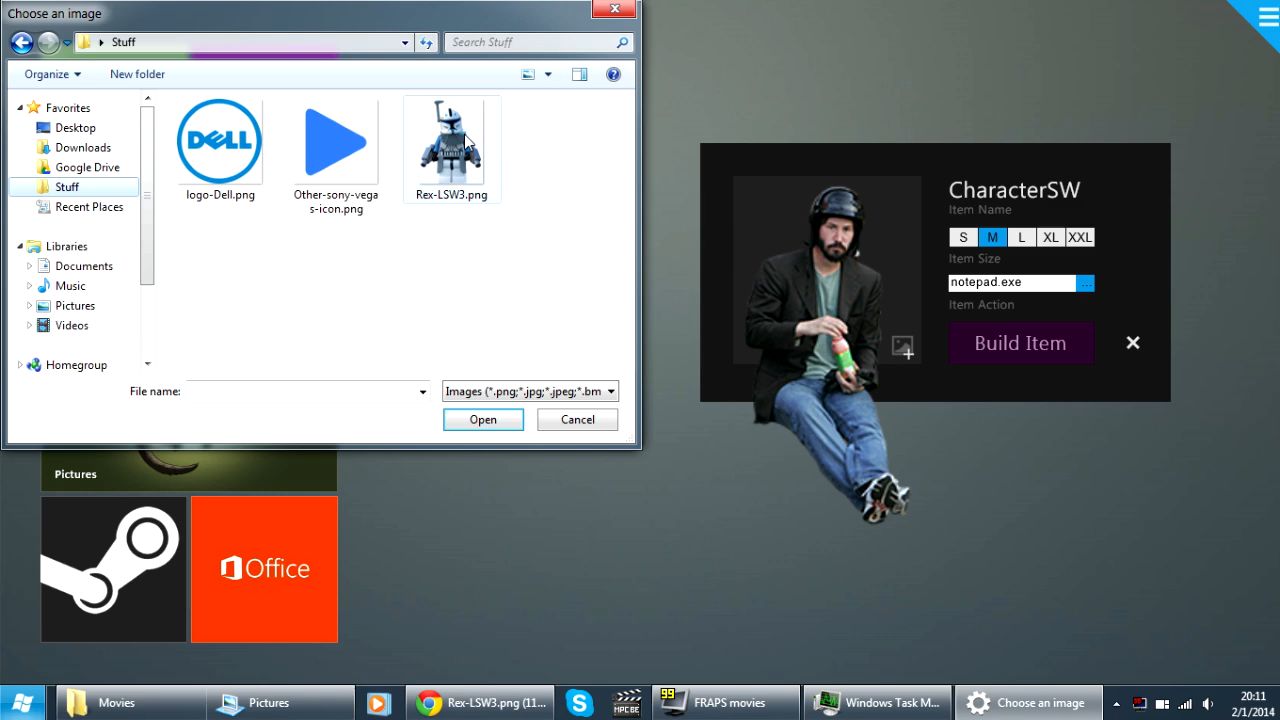 Choose an image
Stuff
Search Stuff
Organize
New folder
Favorites
Desktop
Downloads
Google Drive
Stuff
Recent Places
Libraries
Documents
Music
Pictures
Videos
Homegroup
DELL
logo-Dell.png
Other-sony-vega
s-icon.png
Rex-LSW3.png
File name:
Images (*.png;*.jpg;*.jpeg;*.bm
Open
Cancel
CharacterSW
Item Name
S M L XL XXL
Item Size
notepad.exe ...
Item Action
Build Item
Pictures
Office
Movies
Pictures
Rex-LSW3.png (11...
MPC BE
99
FRAPS movies
Windows Task M...
Choose an image
20:11
2/1/2014